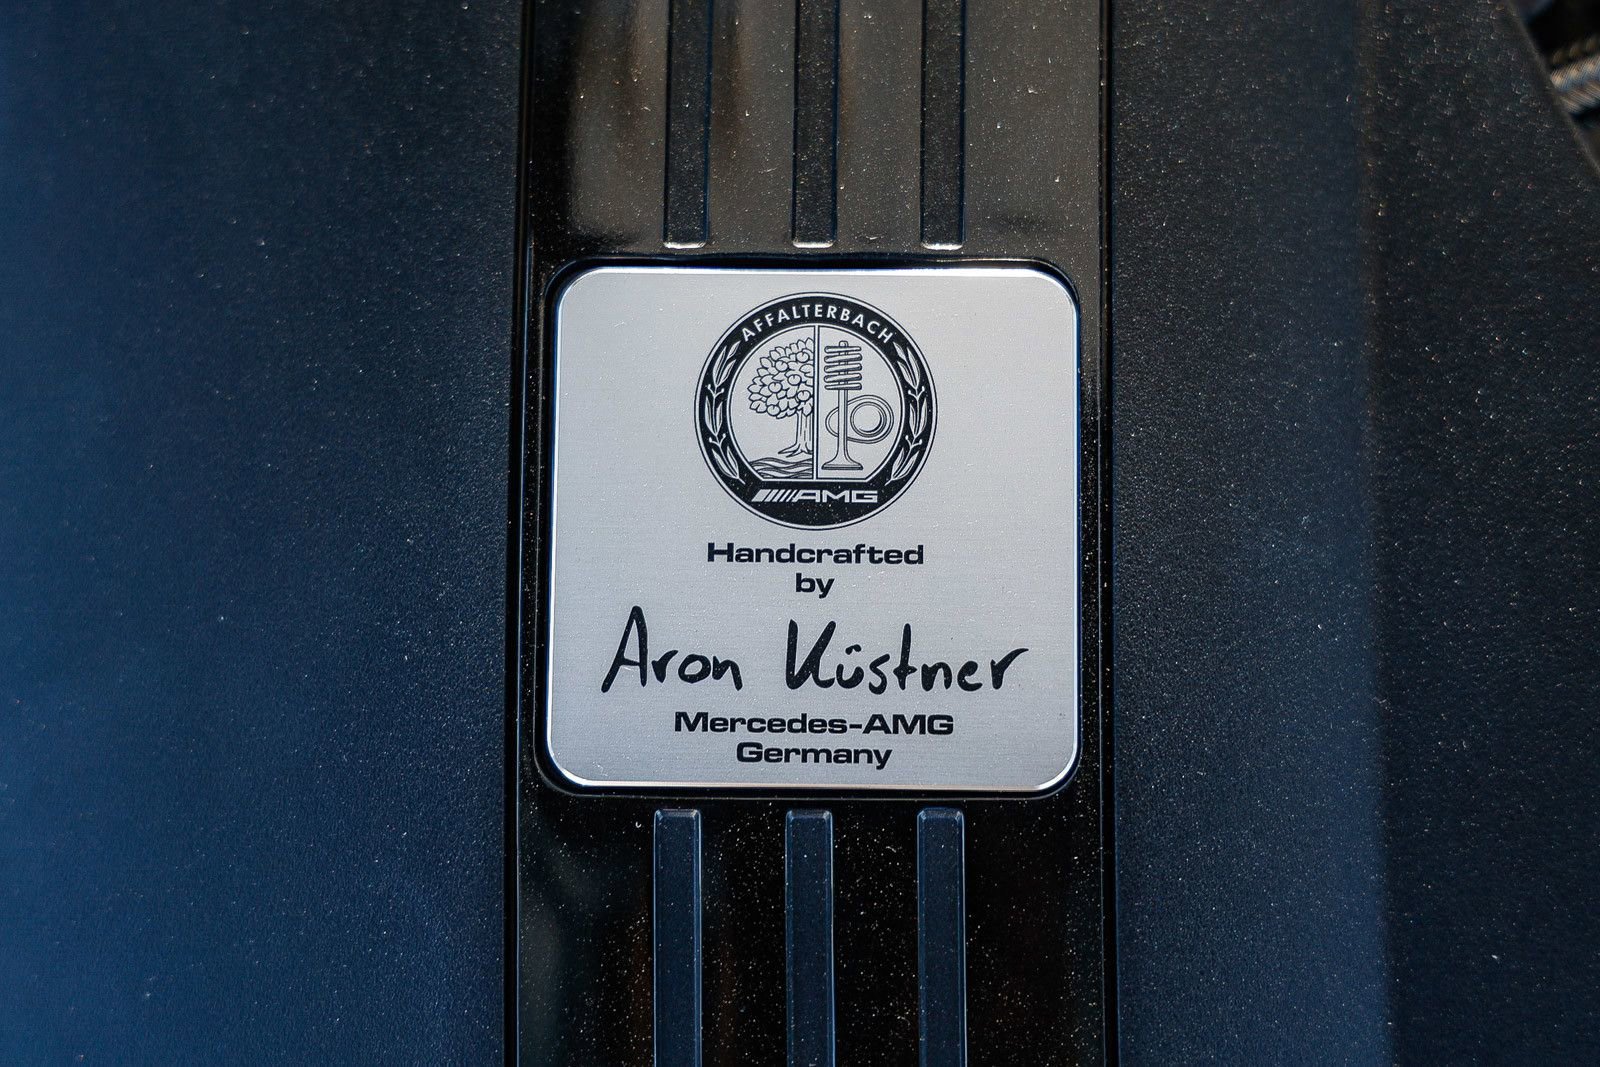 AFFALTERBACH
AMG
Handcrafted
by
Aron Küstner
Mercedes-AMG
Germany